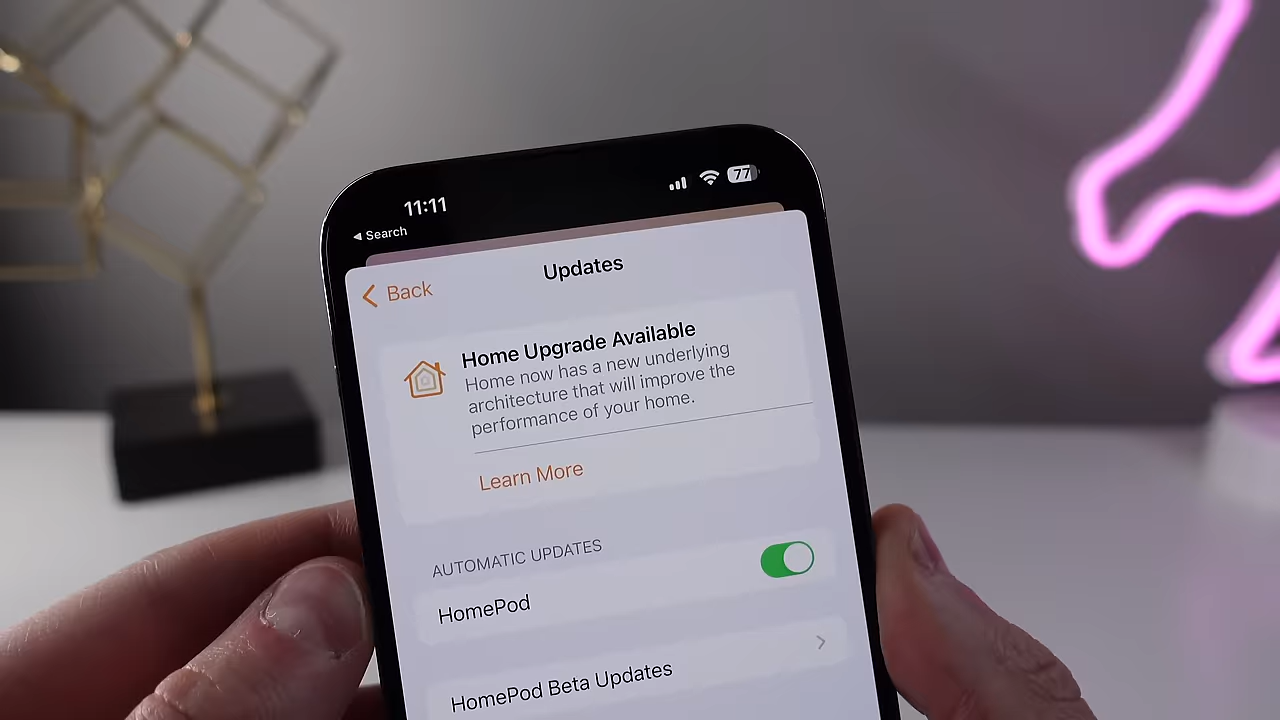 11:11
77
◀ Search
Back
Updates
Home Upgrade Available
Home now has a new underlying
architecture that will improve the
performance of your home.
Learn More
AUTOMATIC UPDATES
HomePod
HomePod Beta Updates